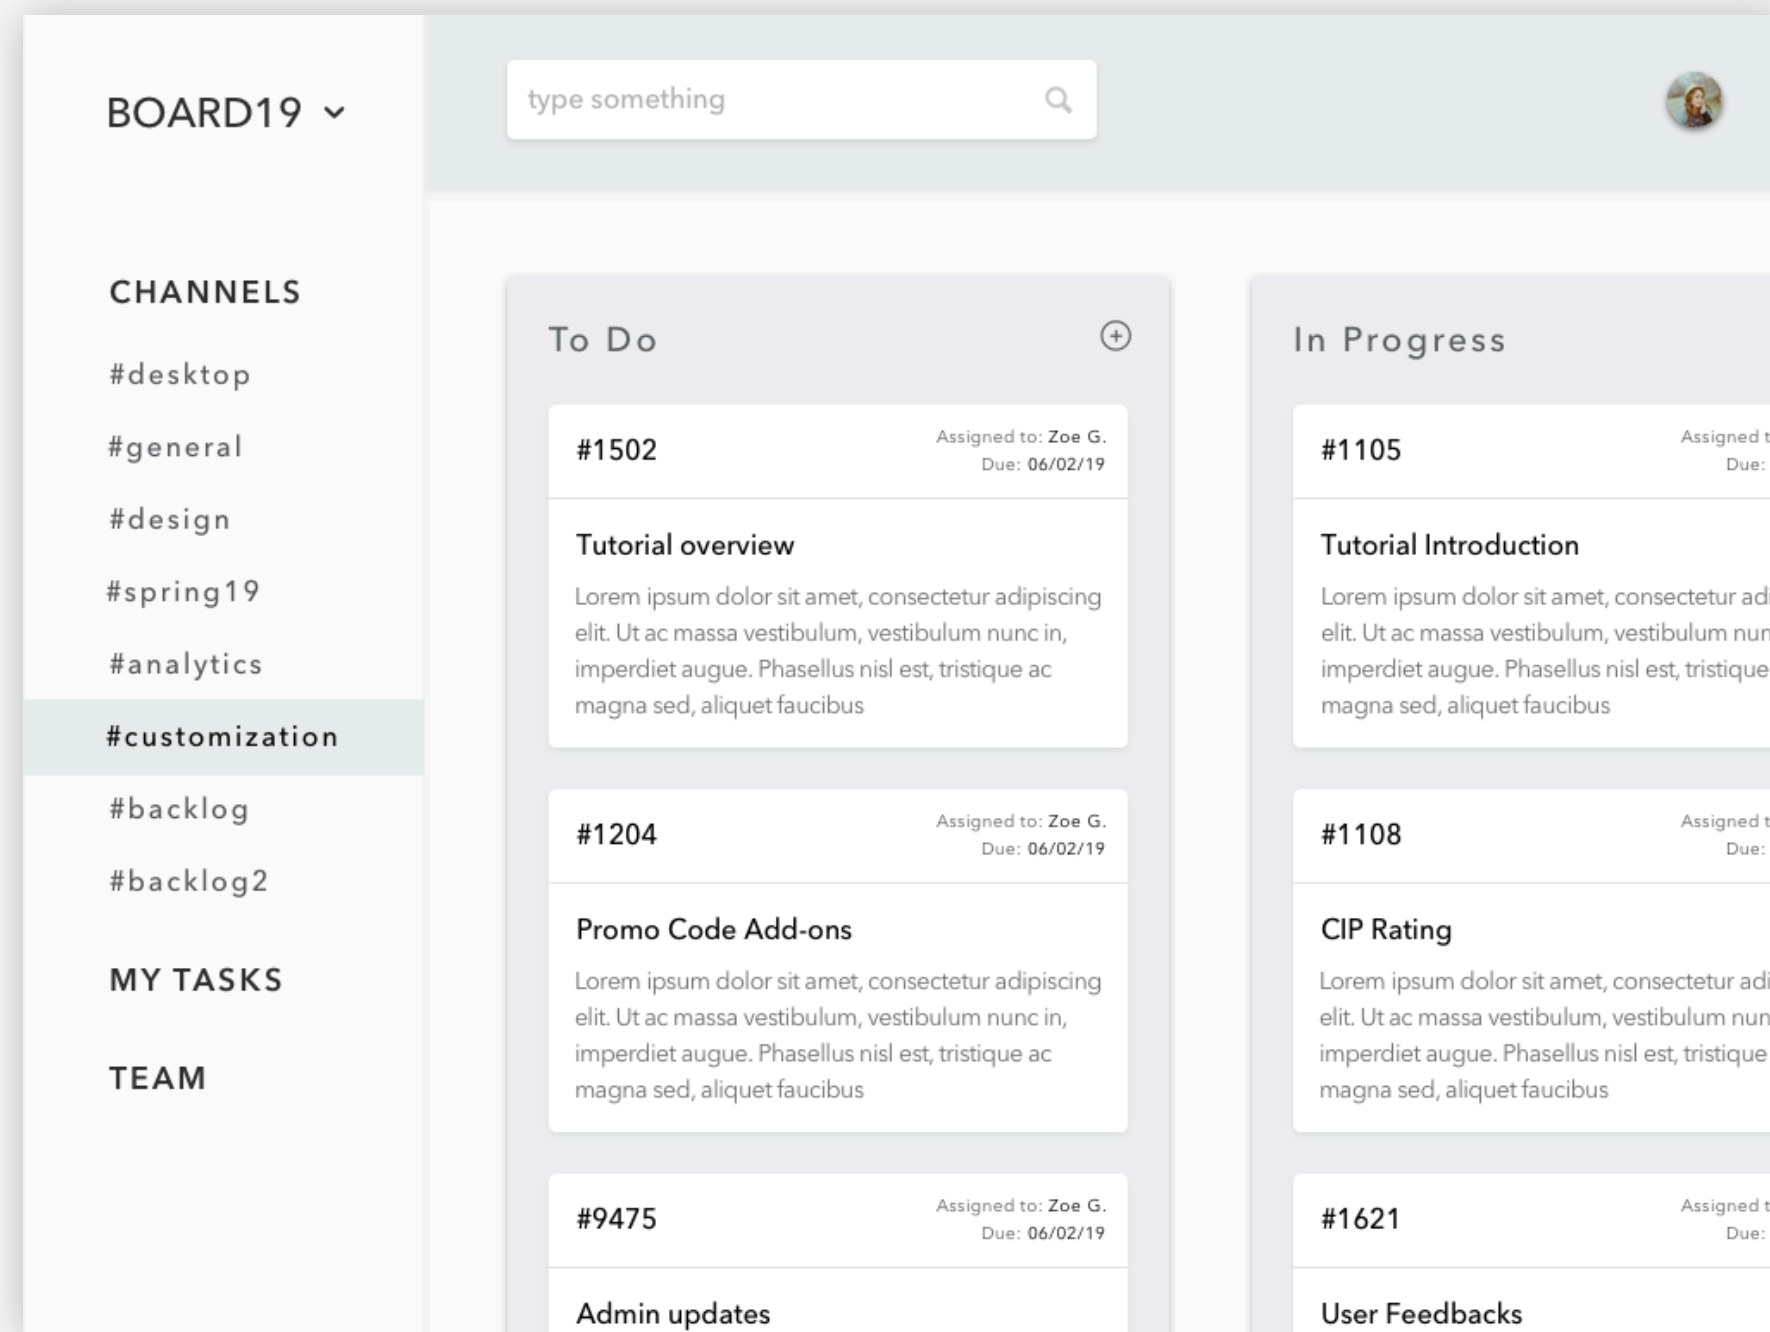 BOARD19
type something
CHANNELS
#desktop
#general
#design
#spring19
#analytics
#customization
#backlog
#backlog2
MY TASKS
TEAM
To Do
#1502
Assigned to: Zoe G.
Due: 06/02/19
Tutorial overview
Lorem ipsum dolor sit amet, consectetur adipiscing
elit. Ut ac massa vestibulum, vestibulum nunc in,
imperdiet augue. Phasellus nisl est, tristique ac
magna sed, aliquet faucibus
#1204
Assigned to: Zoe G.
Due: 06/02/19
Promo Code Add-ons
Lorem ipsum dolor sit amet, consectetur adipiscing
elit. Ut ac massa vestibulum, vestibulum nunc in,
imperdiet augue. Phasellus nisl est, tristique ac
magna sed, aliquet faucibus
#9475
Assigned to: Zoe G.
Due: 06/02/19
Admin updates
In Progress
#1105
Assigned
Due:
Tutorial Introduction
Lorem ipsum dolor sit amet, consectetur
elit. Ut ac massa vestibulum, vestibulum
imperdiet augue. Phasellus nisl est, tristique
magna sed, aliquet faucibus
#1108
Assigned
Due:
CIP Rating
Lorem ipsum dolor sit amet, consectetur
elit. Ut ac massa vestibulum, vestibulum
imperdiet augue. Phasellus nisl est, tristique
magna sed, aliquet faucibus
#1621
Assigned
Due:
User Feedbacks